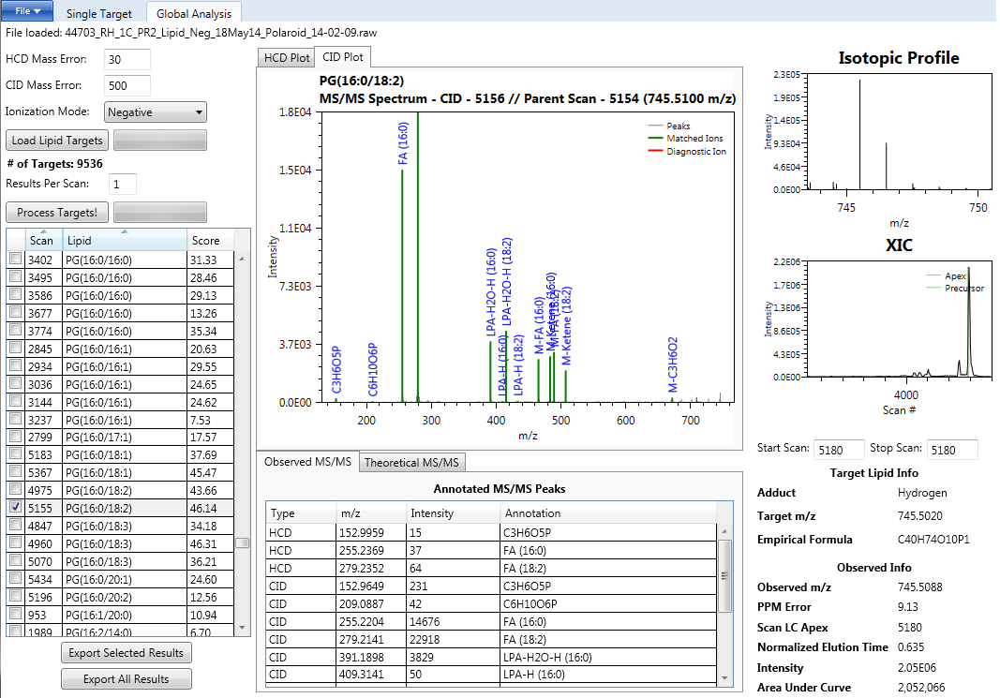 File
Single Target
Global Analysis
File loaded: 44703_RH_1C_PR2_Lipid_Neg_18May14_Polaroid_14-02-09.raw
HCD Mass Error: 30
CID Mass Error: 500
Ionization Mode: Negative
Load Lipid Targets
# of Targets: 9536
Results Per Scan: 1
Process Targets!
Scan Lipid Score
3402 PG(16:0/16:0) 31.33
3495 PG(16:0/16:0) 28.46
3586 PG(16:0/16:0) 29.13
3677 PG(16:0/16:0) 13.26
3774 PG(16:0/16:0) 35.34
2845 PG(16:0/16:1) 20.63
2934 PG(16:0/16:1) 29.55
3036 PG(16:0/16:1) 24.65
3144 PG(16:0/16:1) 24.62
3237 PG(16:0/16:1) 7.53
2799 PG(16:0/17:1) 17.57
5183 PG(16:0/18:1) 37.69
5367 PG(16:0/18:1) 45.47
4975 PG(16:0/18:2) 43.66
5155 PG(16:0/18:2) 46.14
4847 PG(16:0/18:3) 34.18
4960 PG(16:0/18:3) 46.31
5070 PG(16:0/18:3) 36.21
5434 PG(16:0/20:1) 24.60
5196 PG(16:0/20:2) 12.56
953 PG(16:1/20:0) 10.94
1989 PG(16:2/14:0) 6.70
Export Selected Results
Export All Results
HCD Plot
CID Plot
PG(16:0/18:2)
MS/MS Spectrum - CID - 5156 // Parent Scan - 5154 (745.5100 m/z)
Peaks
Matched Ions
Diagnostic Ion
1.8E04
1.5E04
1.1E04
7.3E03
3.7E03
0.0E00
Intensity
C3H6O5P
C6H10O6P
FA (16:0)
LPA-H2O-H (16:0)
LPA-H (16:0)
LPA-H2O-H (18:2)
LPA-H (18:2)
M-FA (16:0)
M-Ketene (16:0)
M-FA (18:2)
M-Ketene (18:2)
M-C3H6O2
200 300 400 500 600 700
m/z
Observed MS/MS
Theoretical MS/MS
Annotated MS/MS Peaks
Type m/z Intensity Annotation
HCD 152.9959 15 C3H6O5P
HCD 255.2369 37 FA (16:0)
HCD 279.2352 64 FA (18:2)
CID 152.9649 231 C3H6O5P
CID 209.0887 42 C6H10O6P
CID 255.2204 14676 FA (16:0)
CID 279.2141 22918 FA (18:2)
CID 391.1898 3829 LPA-H2O-H (16:0)
CID 409.3141 50 LPA-H (16:0)
Isotopic Profile
2.3E05
1.9E05
1.4E05
9.3E04
4.6E04
0.0E00
Intensity
745 750
m/z
XIC
2.2E06
1.7E06
1.3E06
8.6E05
4.3E05
0.0E00
Intensity
Apex
Precursor
4000
Scan #
Start Scan: 5180 Stop Scan: 5180
Target Lipid Info
Adduct Hydrogen
Target m/z 745.5020
Empirical Formula C40H74O10P1
Observed Info
Observed m/z 745.5088
PPM Error 9.13
Scan LC Apex 5180
Normalized Elution Time 0.635
Intensity 2.05E06
Area Under Curve 2,052,066